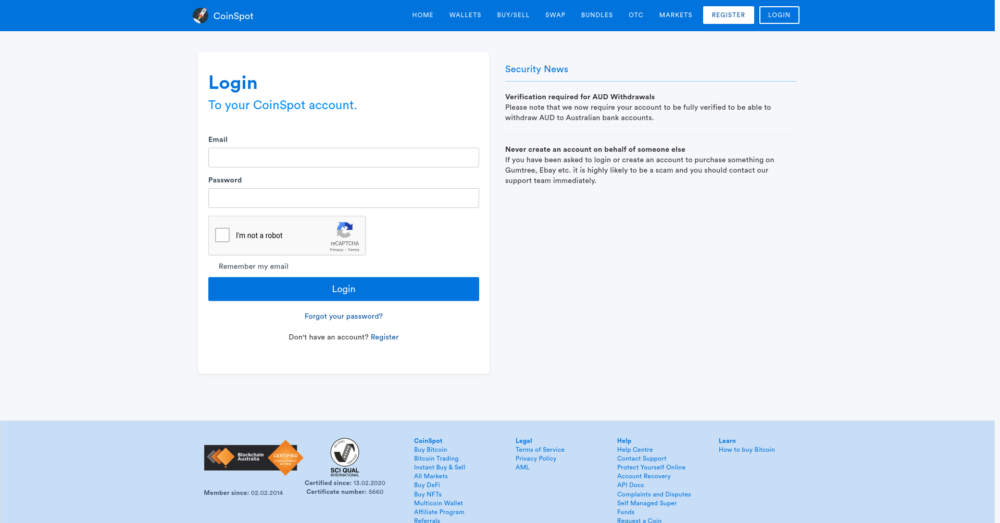 CoinSpot
HOME
WALLETS
BUY/SELL
SWAP
BUNDLES
OTC
MARKETS
REGISTER
LOGIN
Login
To your CoinSpot account.
Email
Password
I'm not a robot
reCAPTCHA
Privacy - Terms
Remember my email
Login
Forgot your password?
Don't have an account? Register
Security News
Verification required for AUD Withdrawals
Please note that we now require your account to be fully verified to be able to
withdraw AUD to Australian bank accounts.
Never create an account on behalf of someone else
If you have been asked to login or create an account to purchase something on
Gumtree, Ebay etc. it is highly likely to be a scam and you should contact our
support team immediately.
Blockchain
Australia
CERTIFIED
DIGITAL CURRENCY
BUSINESS
Member since: 02.02.2014
ISO 27001
CERTIFIED
SCI QUAL
INTERNATIONAL
Certified since: 13.02.2020
Certificate number: 5660
CoinSpot
Buy Bitcoin
Bitcoin Trading
Instant Buy & Sell
All Markets
Buy DeFi
Buy NFTs
Multicoin Wallet
Affiliate Program
Referrals
Legal
Terms of Service
Privacy Policy
AML
Help
Help Centre
Contact Support
Protect Yourself Online
Account Recovery
API Docs
Complaints and Disputes
Self Managed Super
Funds
Request a Coin
Learn
How to buy Bitcoin